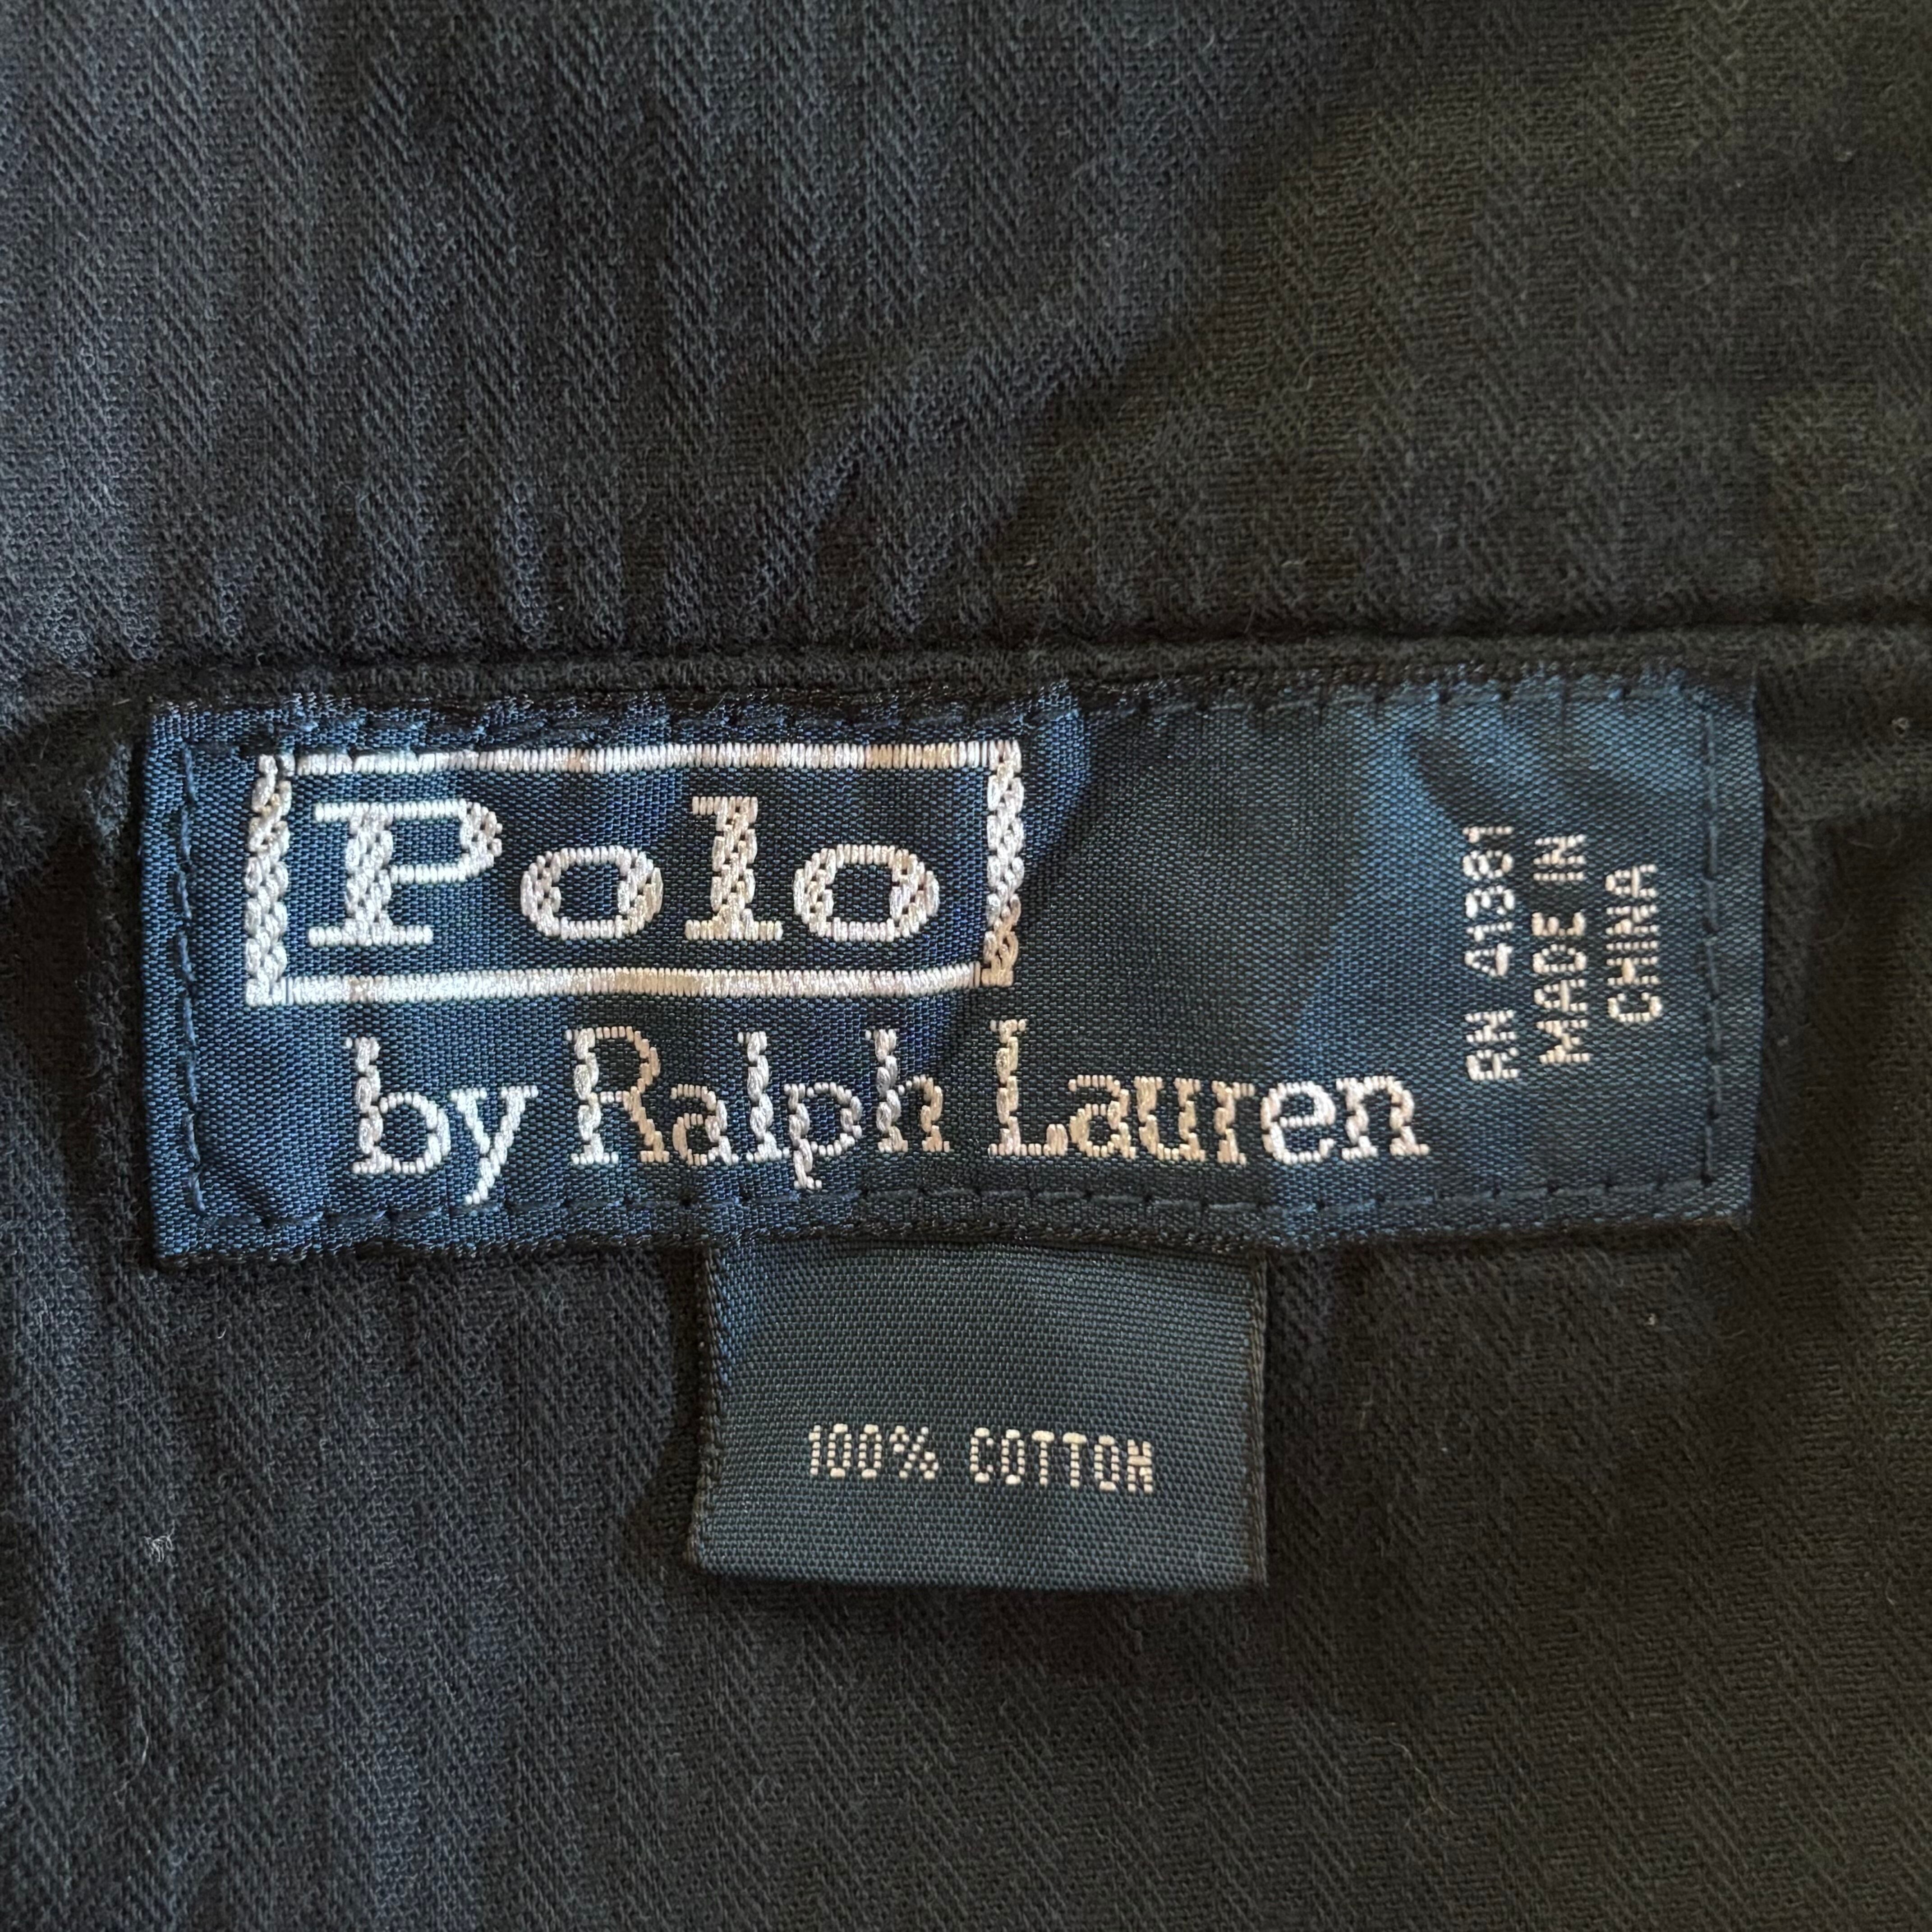 Polo
by Ralph Lauren
RN 41381
MADE IN
CHINA
100% COTTON